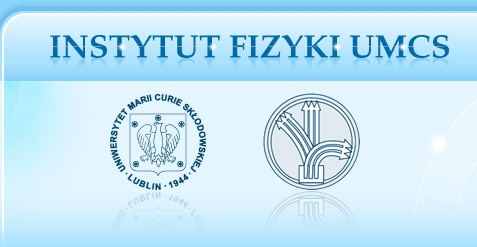 INSTYTUT FIZYKI UMCS
UNIWERSYTET MARII CURIE SKŁODOWSKIEJ
· LUBLIN · 1944 ·